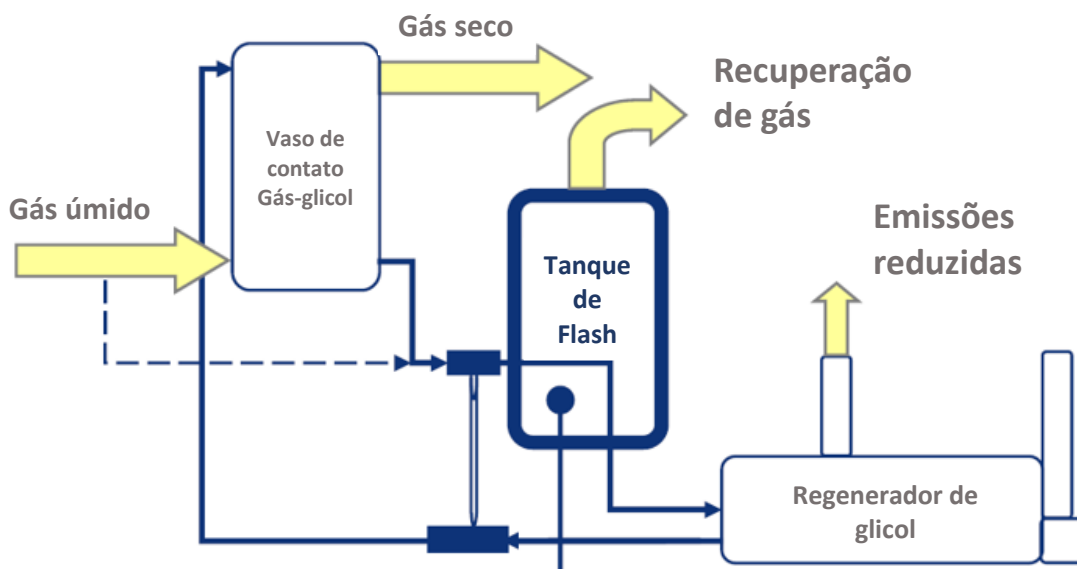 Gás seco
Recuperação
de gás
Vaso de
contato
Gás-glicol
Gás úmido
Emissões
reduzidas
Tanque
de
Flash
Regenerador de
glicol